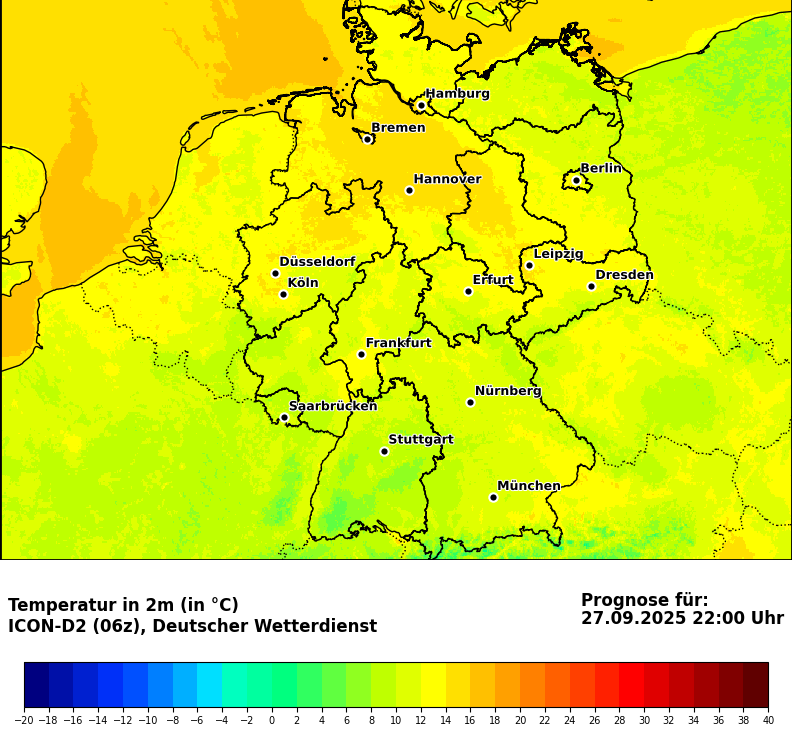 Hamburg
Bremen
Berlin
Hannover
Leipzig
Düsseldorf
Dresden
Köln
Erfurt
Frankfurt
Nürnberg
Saarbrücken
Stuttgart
München
Temperatur in 2m (in °C)
ICON-D2 (06z), Deutscher Wetterdienst
Prognose für:
27.09.2025 22:00 Uhr
−20 −18 −16 −14 −12 −10 −8 −6 −4 −2 0 2 4 6 8 10 12 14 16 18 20 22 24 26 28 30 32 34 36 38 40